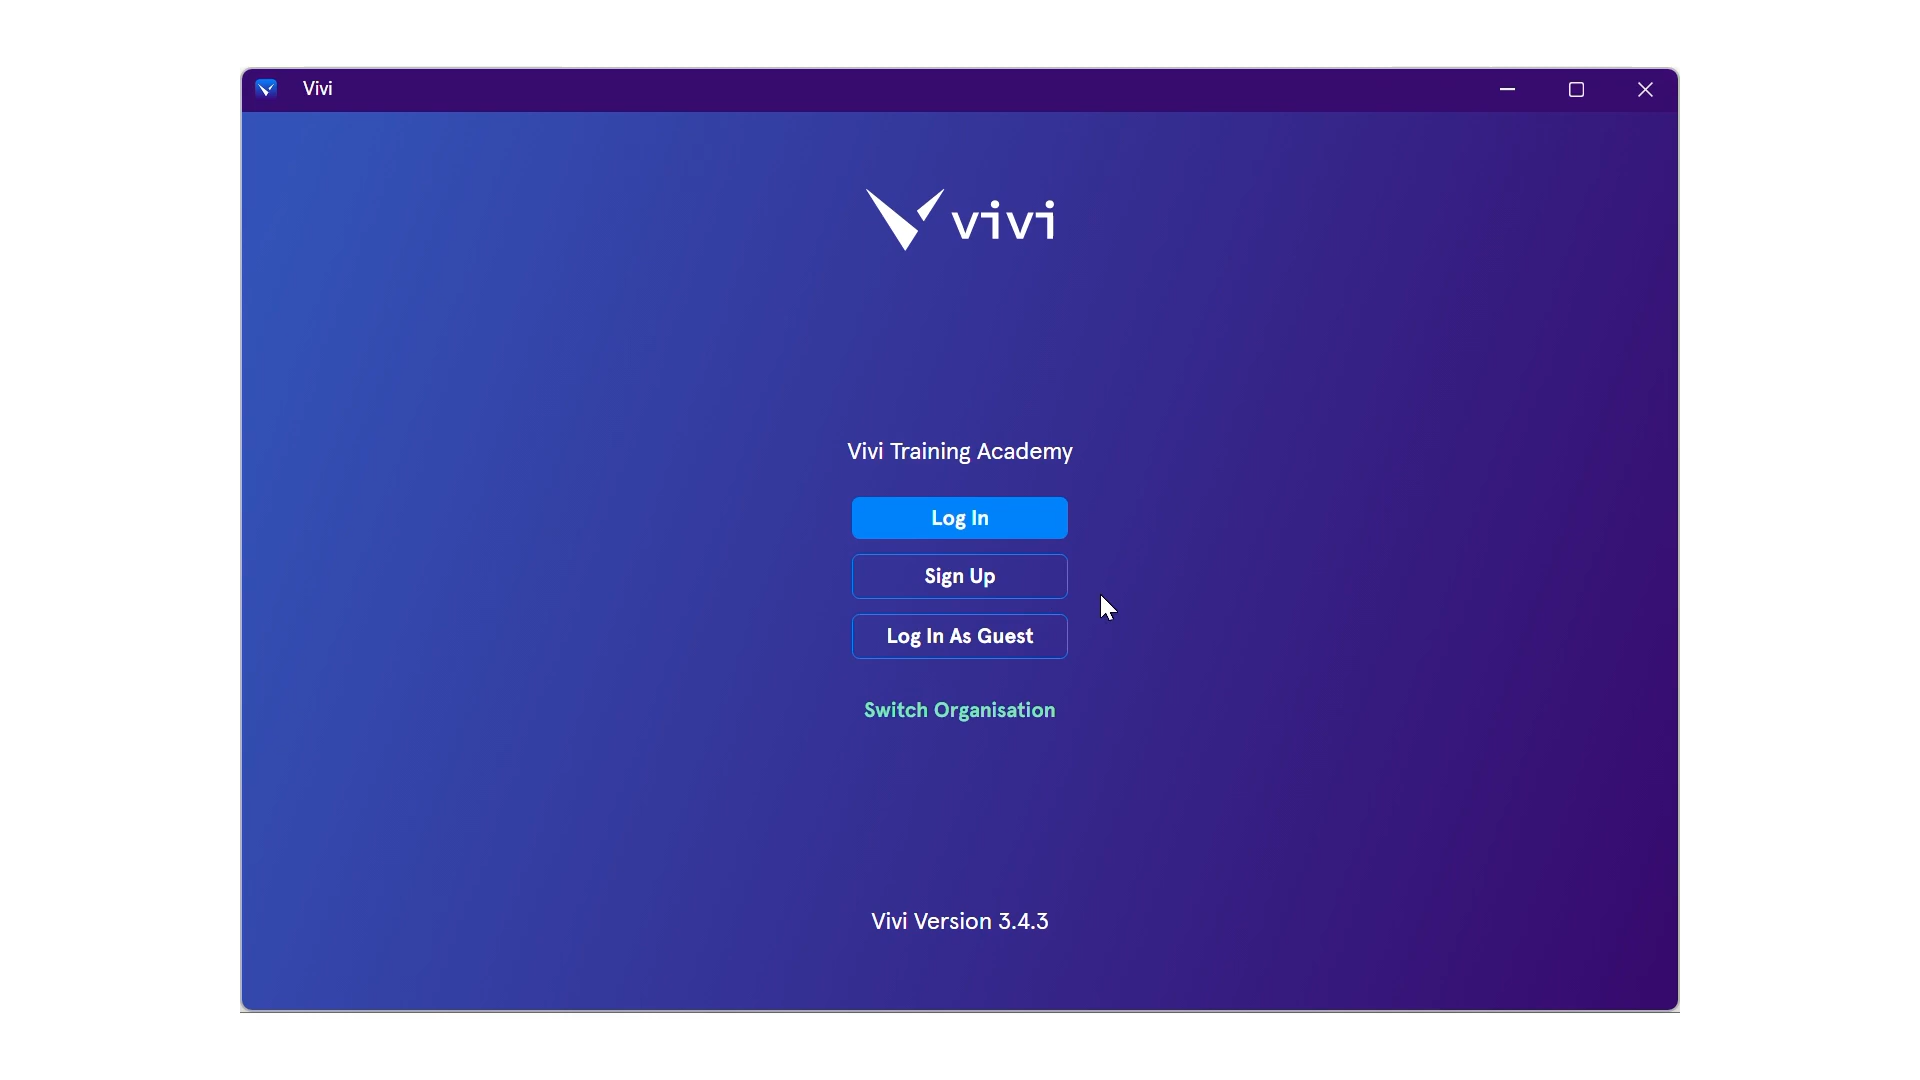 Vivi
vivi
Vivi Training Academy
Log In
Sign Up
Log In As Guest
Switch Organisation
Vivi Version 3.4.3